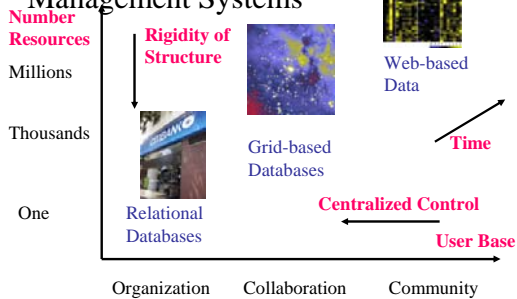 Management Systems
Number
Resources
Rigidity of
Structure
Millions
Web-based
Data
Thousands
CITIBANK
Grid-based
Databases
Time
Centralized Control
One
Relational
Databases
User Base
Organization
Collaboration
Community